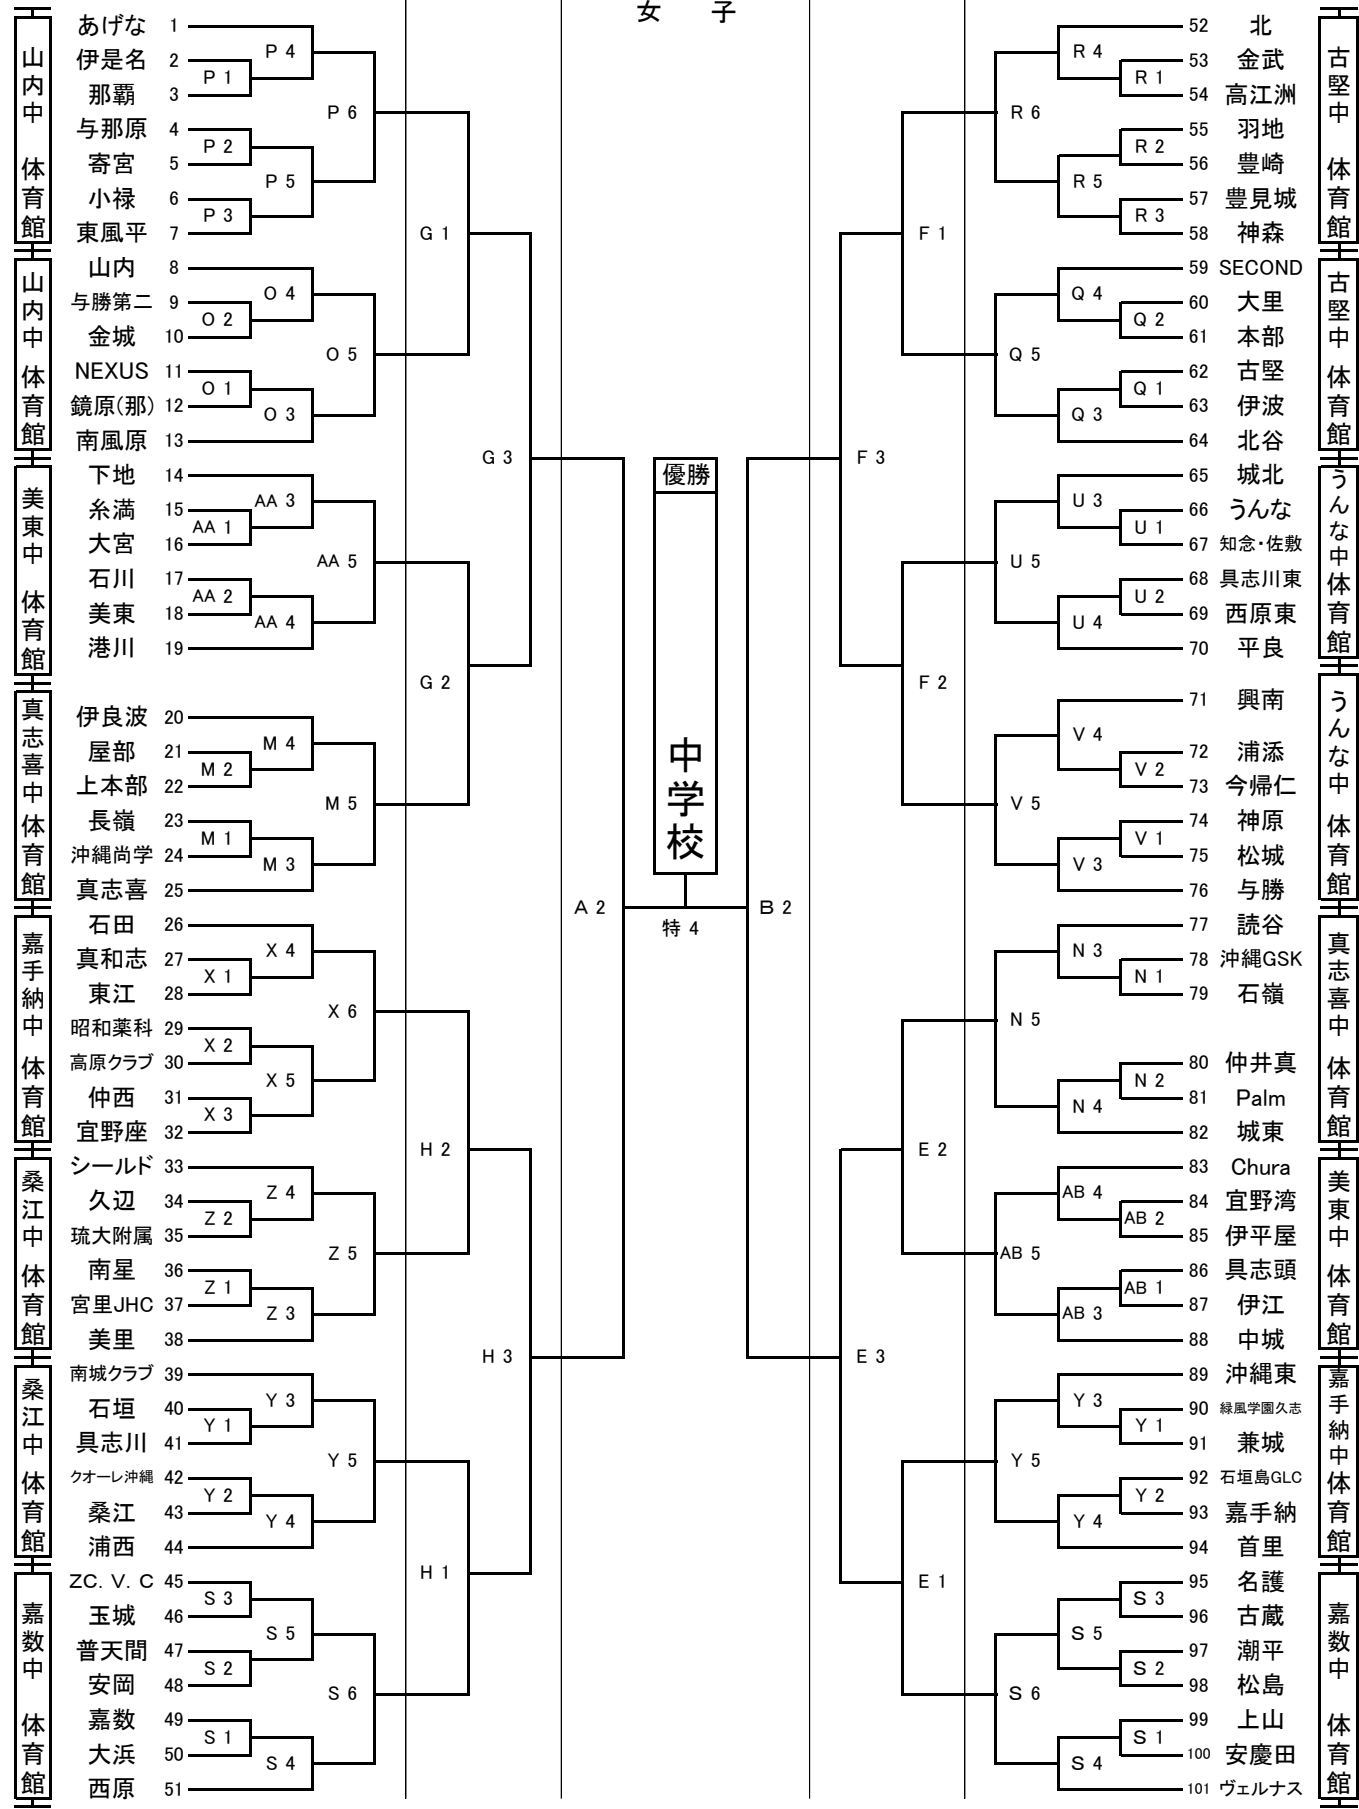 女 子
山内中 体育館
あげな 1
伊是名 2
那覇 3
与那原 4
寄宮 5
小禄 6
東風平 7
P 4
P 1
P 6
P 2
P 5
P 3
山内中 体育館
山内 8
与勝第二 9
金城 10
NEXUS 11
鏡原(那) 12
南風原 13
O 4
O 2
O 5
O 1
O 3
G 1
美東中 体育館
下地 14
糸満 15
大宮 16
石川 17
美東 18
港川 19
AA 3
AA 1
AA 5
AA 2
AA 4
G 3
G 2
真志喜中 体育館
伊良波 20
屋部 21
上本部 22
長嶺 23
沖縄尚学 24
真志喜 25
M 4
M 2
M 5
M 1
M 3
嘉手納中 体育館
石田 26
真和志 27
東江 28
昭和薬科 29
高原クラブ 30
仲西 31
宜野座 32
X 4
X 1
X 6
X 2
X 5
X 3
A 2
H 2
桑江中 体育館
シールド 33
久辺 34
琉大附属 35
南星 36
宮里JHC 37
美里 38
Z 4
Z 2
Z 5
Z 1
Z 3
H 3
桑江中 体育館
南城クラブ 39
石垣 40
具志川 41
クオーレ沖縄 42
桑江 43
浦西 44
Y 3
Y 1
Y 5
Y 2
Y 4
H 1
嘉数中 体育館
ZC. V. C 45
玉城 46
普天間 47
安岡 48
嘉数 49
大浜 50
西原 51
S 3
S 5
S 2
S 6
S 1
S 4
優勝
中学校
特 4
古堅中 体育館
52 北
53 金武
54 高江洲
55 羽地
56 豊崎
57 豊見城
58 神森
R 4
R 1
R 6
R 2
R 5
R 3
F 1
古堅中 体育館
59 SECOND
60 大里
61 本部
62 古堅
63 伊波
64 北谷
Q 4
Q 2
Q 5
Q 1
Q 3
F 3
うんな中 体育館
65 城北
66 うんな
67 知念・佐敷
68 具志川東
69 西原東
70 平良
U 3
U 1
U 5
U 2
U 4
F 2
うんな中 体育館
71 興南
72 浦添
73 今帰仁
74 神原
75 松城
76 与勝
V 4
V 2
V 5
V 1
V 3
B 2
真志喜中 体育館
77 読谷
78 沖縄GSK
79 石嶺
80 仲井真
81 Palm
82 城東
N 3
N 1
N 5
N 2
N 4
E 2
美東中 体育館
83 Chura
84 宜野湾
85 伊平屋
86 具志頭
87 伊江
88 中城
AB 4
AB 2
AB 5
AB 1
AB 3
E 3
嘉手納中 体育館
89 沖縄東
90 緑風学園久志
91 兼城
92 石垣島GLC
93 嘉手納
94 首里
Y 3
Y 1
Y 5
Y 2
Y 4
E 1
嘉数中 体育館
95 名護
96 古蔵
97 潮平
98 松島
99 上山
100 安慶田
101 ヴェルナス
S 3
S 5
S 2
S 6
S 1
S 4